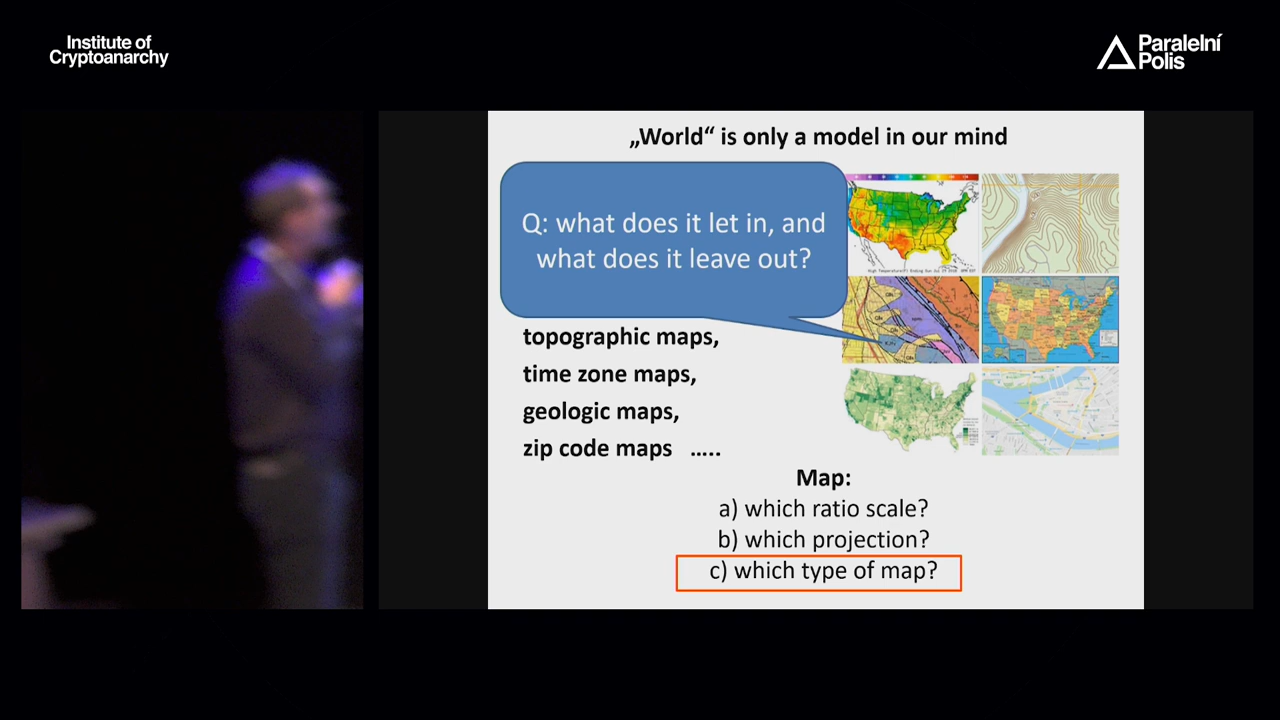 Institute of
Cryptoanarchy
Paralelní
Polis
„World“ is only a model in our mind
Q: what does it let in, and
what does it leave out?
topographic maps,
time zone maps,
geologic maps,
zip code maps …..
Map:
a) which ratio scale?
b) which projection?
c) which type of map?